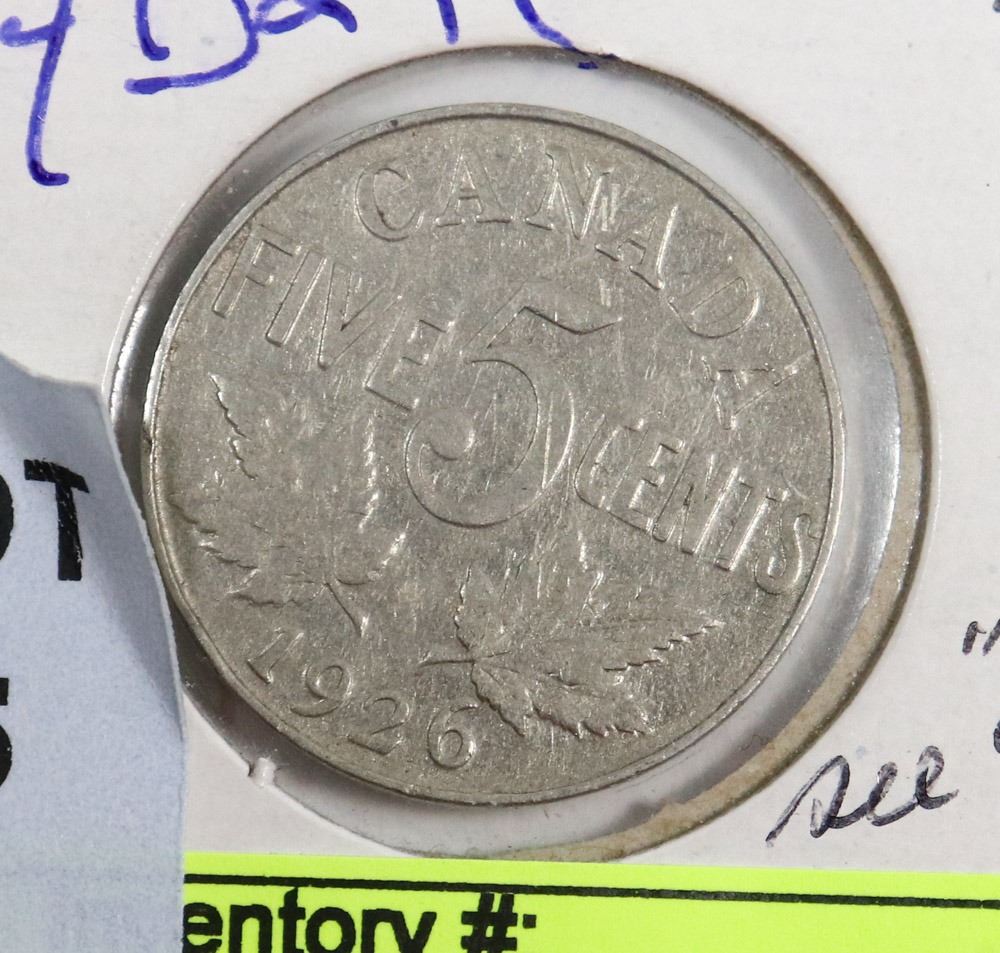 CANADA
FIVE 5 CENTS
1926
see
entory #: